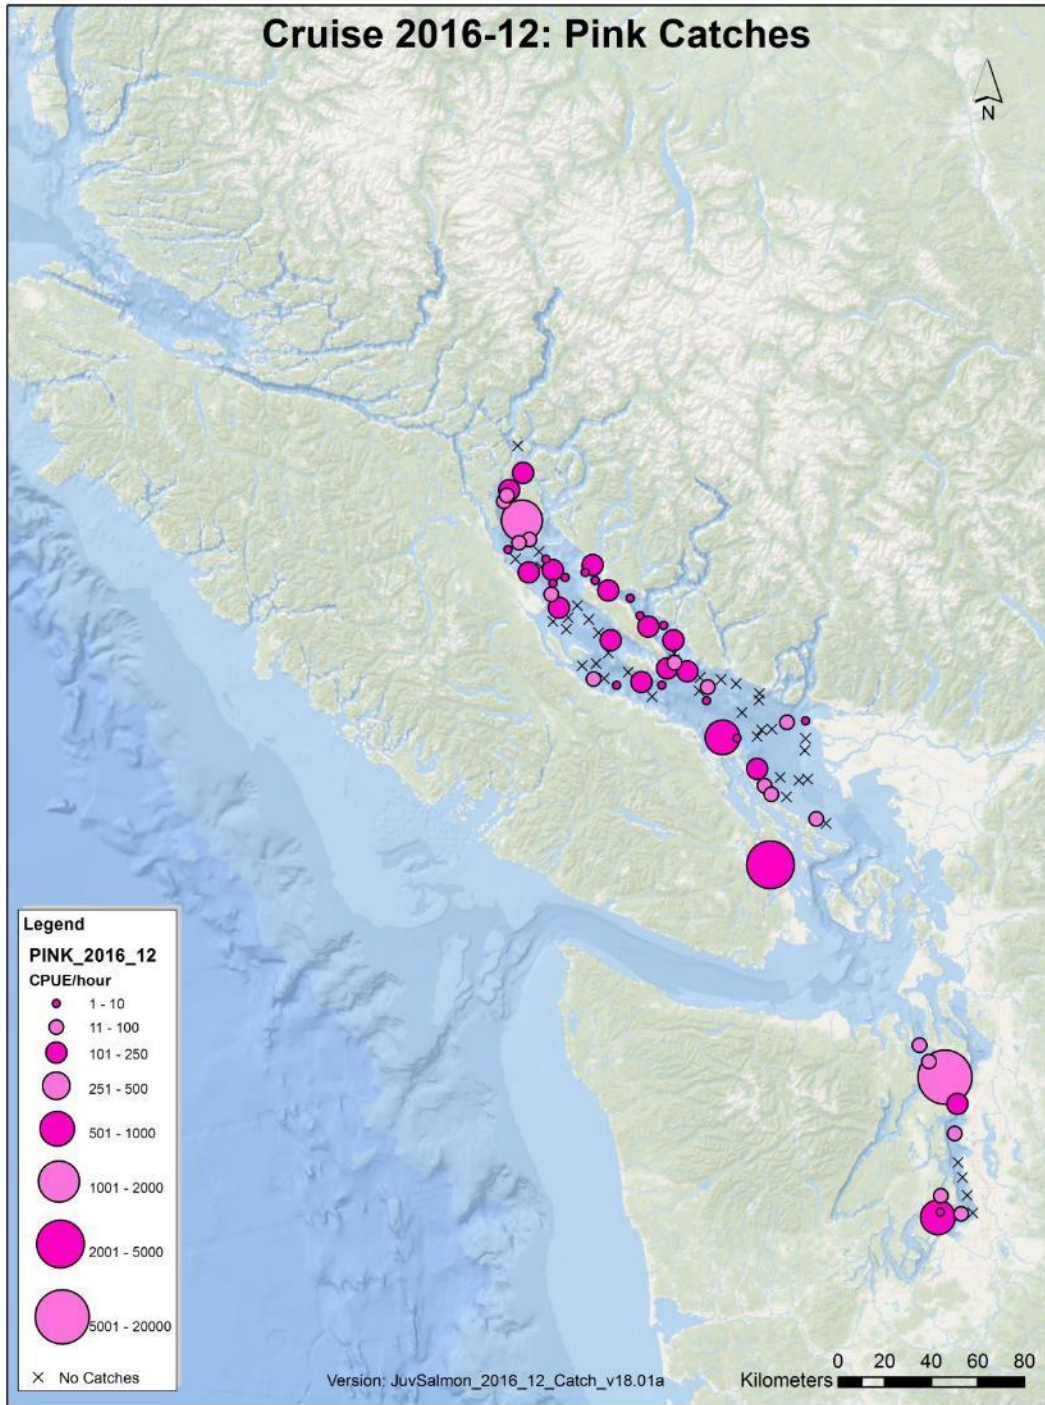 Cruise 2016-12: Pink Catches
N
Legend
PINK_2016_12
CPUE/hour
1 - 10
11 - 100
101 - 250
251 - 500
501 - 1000
1001 - 2000
2001 - 5000
5001 - 20000
No Catches
Version: JuvSalmon_2016_12_Catch_v18.01a
0 20 40 60 80
Kilometers